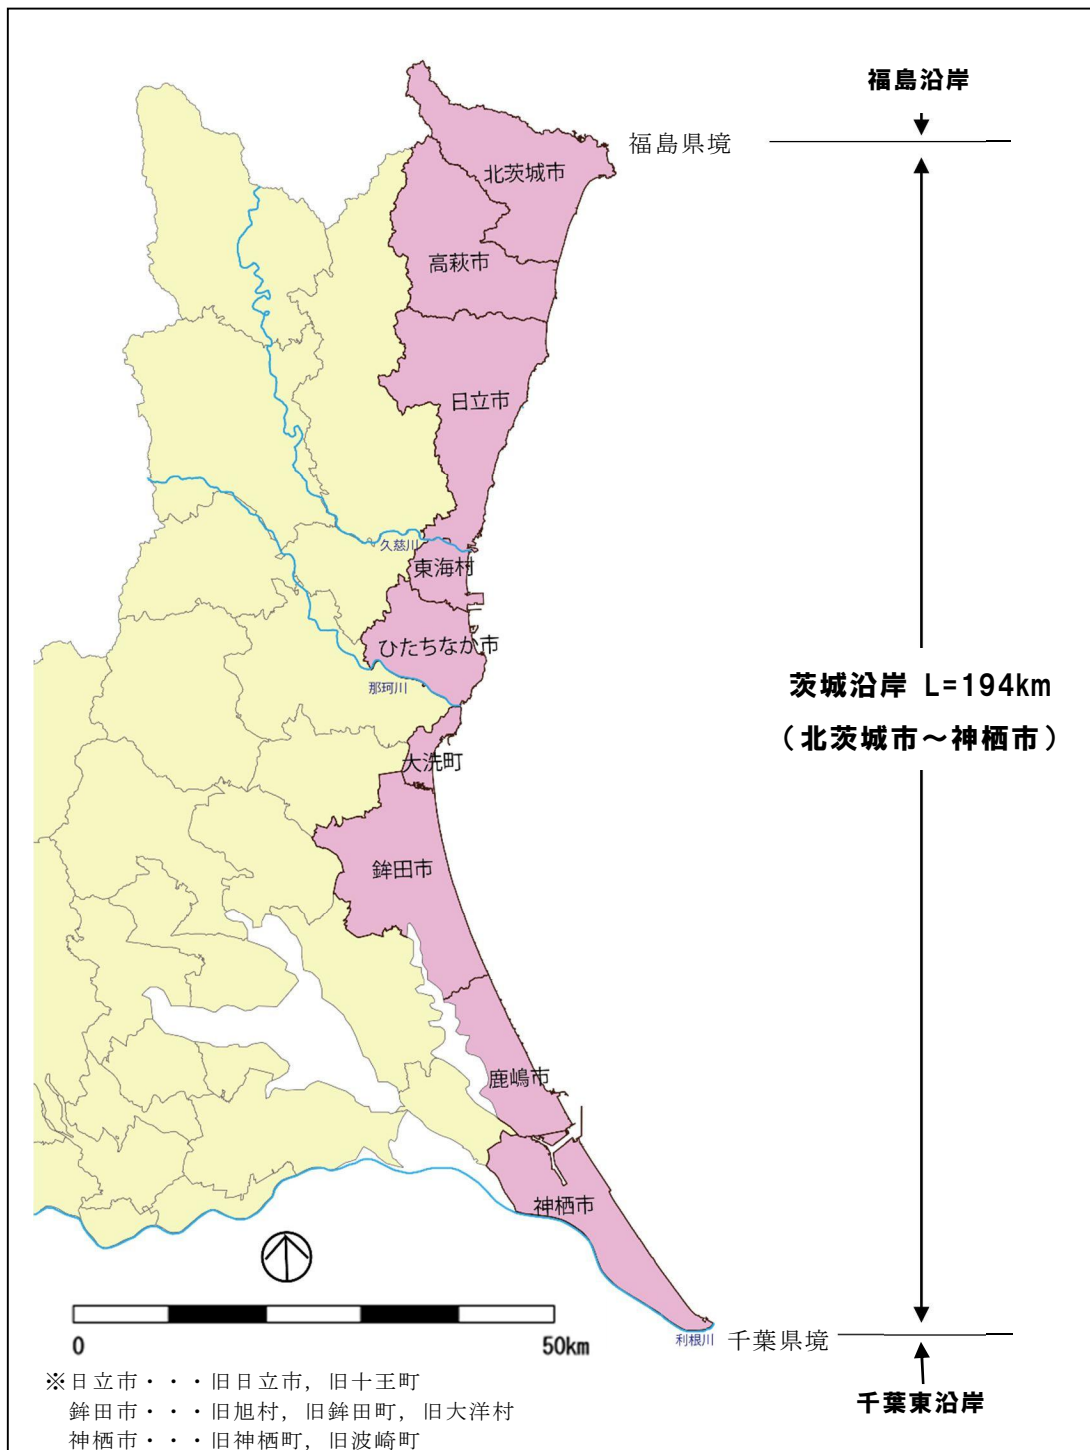 福島沿岸
福島県境
北茨城市
高萩市
日立市
久慈川
東海村
ひたちなか市
那珂川
茨城沿岸 L=194km
（北茨城市～神栖市）
大洗町
鉾田市
鹿嶋市
神栖市
0
50km
利根川
千葉県境
千葉東沿岸
※日立市・・・旧日立市，旧十王町
鉾田市・・・旧旭村，旧鉾田町，旧大洋村
神栖市・・・旧神栖町，旧波崎町